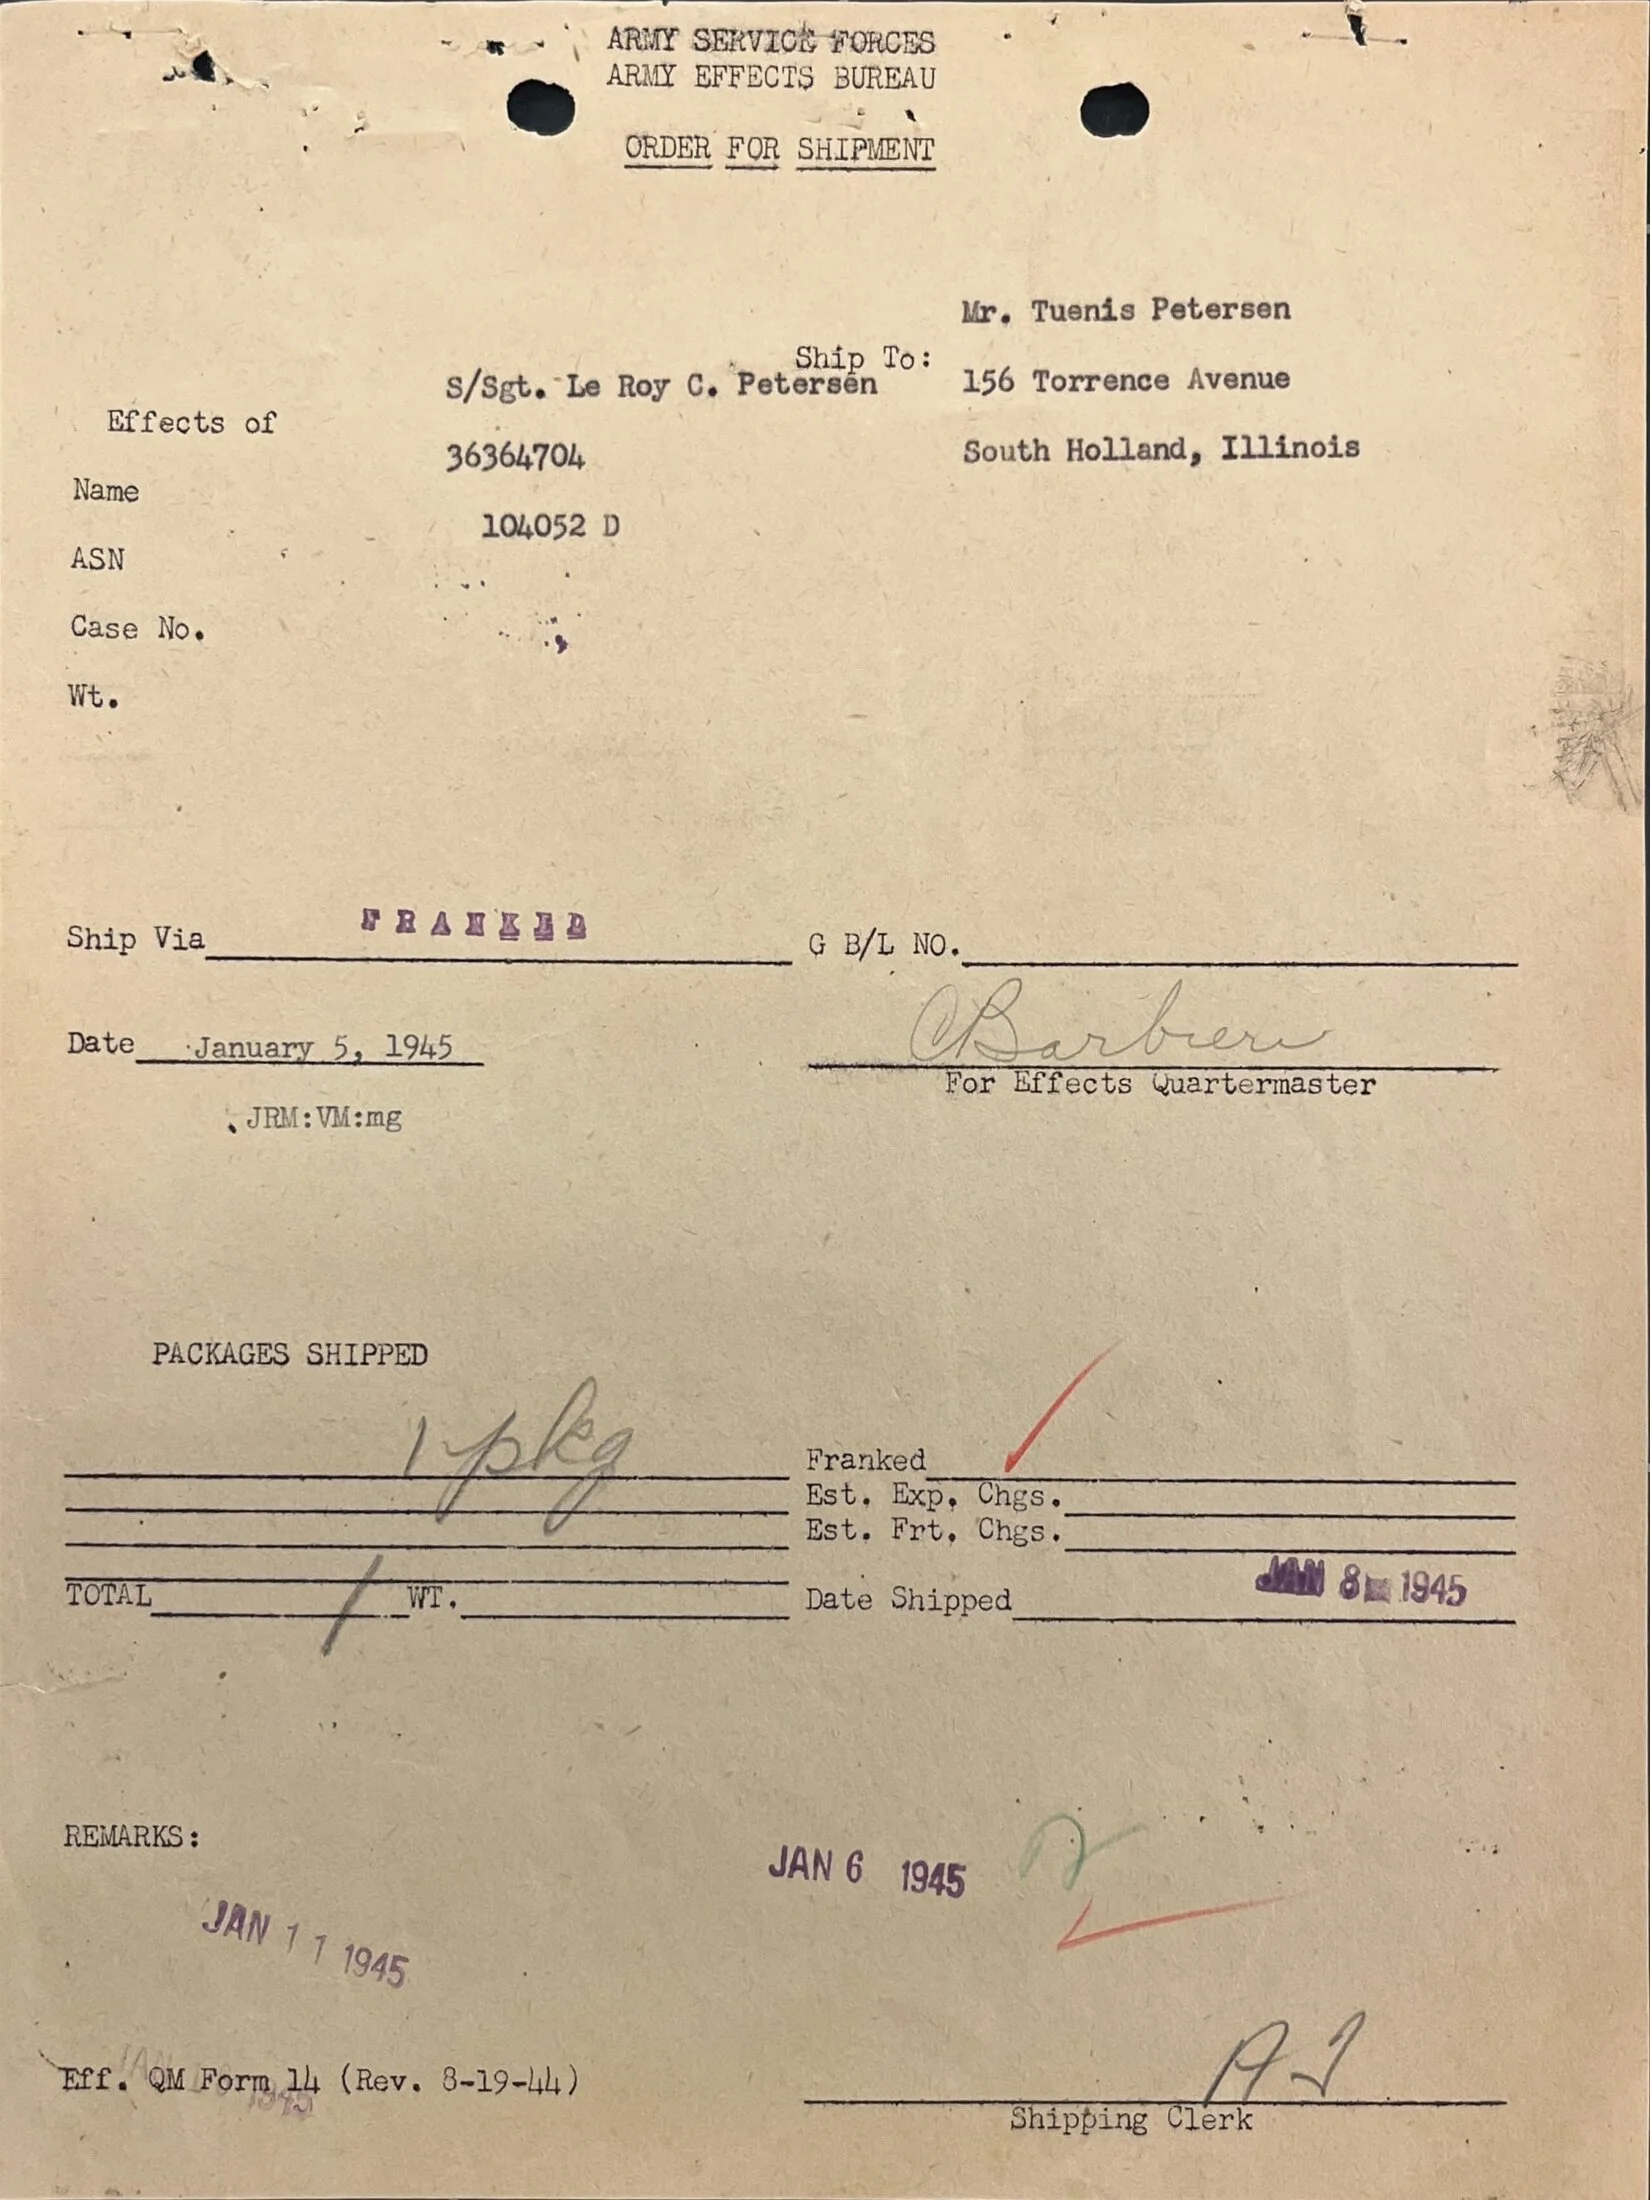 ARMY SERVICE FORCES
ARMY EFFECTS BUREAU
ORDER FOR SHIPMENT
Mr. Tuenis Petersen
Ship To:
S/Sgt. Le Roy C. Petersen 156 Torrence Avenue
Effects of
36364704 South Holland, Illinois
Name
104052 D
ASN
Case No.
Wt.
Ship Via FRANKED G B/L NO.
Date January 5, 1945 CBarbieri
For Effects Quartermaster
JRM:VM:mg
PACKAGES SHIPPED
1 pkg Franked
Est. Exp. Chgs.
Est. Frt. Chgs.
TOTAL 1 WT. Date Shipped JAN 8 1945
REMARKS:
JAN 6 1945
JAN 11 1945
Eff. QM Form 14 (Rev. 8-19-44)
Shipping Clerk